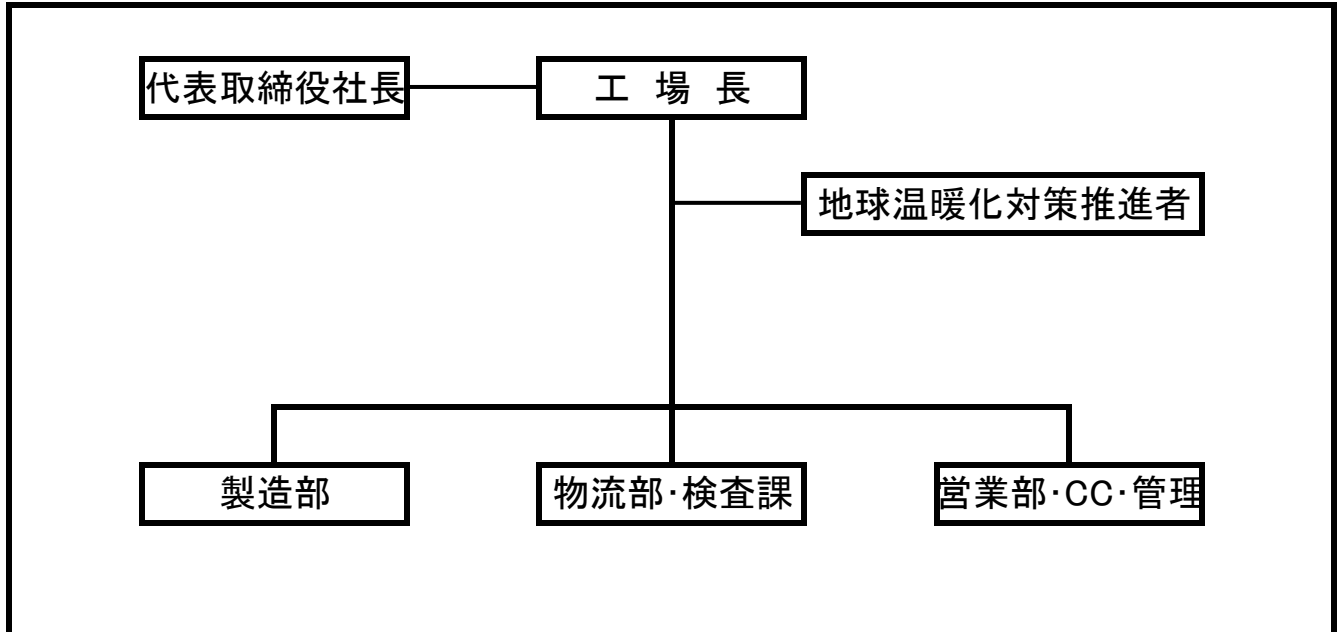 代表取締役社長
工 場 長
地球温暖化対策推進者
製造部
物流部･検査課
営業部･CC･管理